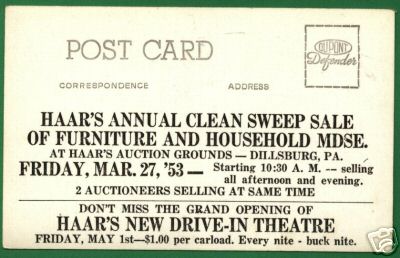 POST CARD
DUPONT
Defender
CORRESPONDENCE ADDRESS
HAAR'S ANNUAL CLEAN SWEEP SALE
OF FURNITURE AND HOUSEHOLD MDSE.
AT HAAR'S AUCTION GROUNDS — DILLSBURG, PA.
FRIDAY, MAR. 27, '53 — Starting 10:30 A. M. -- selling
all afternoon and evening.
2 AUCTIONEERS SELLING AT SAME TIME
DON'T MISS THE GRAND OPENING OF
HAAR'S NEW DRIVE-IN THEATRE
FRIDAY, MAY 1st—$1.00 per carload. Every nite - buck nite.